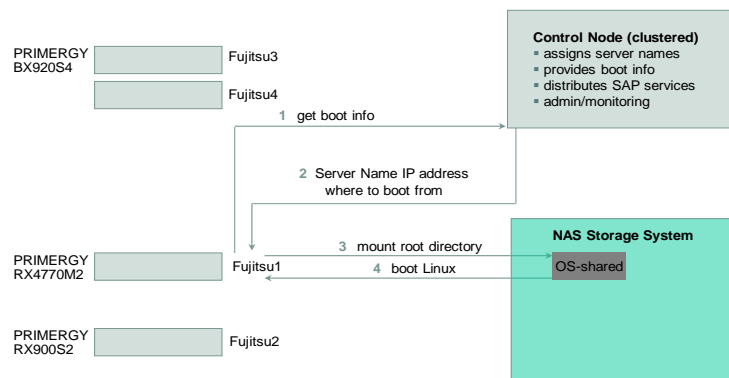 PRIMERGY
BX920S4
Fujitsu3
Fujitsu4
Control Node (clustered)
▪ assigns server names
▪ provides boot info
▪ distributes SAP services
▪ admin/monitoring
1 get boot info
2 Server Name IP address
where to boot from
PRIMERGY
RX4770M2
Fujitsu1
3 mount root directory
4 boot Linux
NAS Storage System
OS-shared
PRIMERGY
RX900S2
Fujitsu2